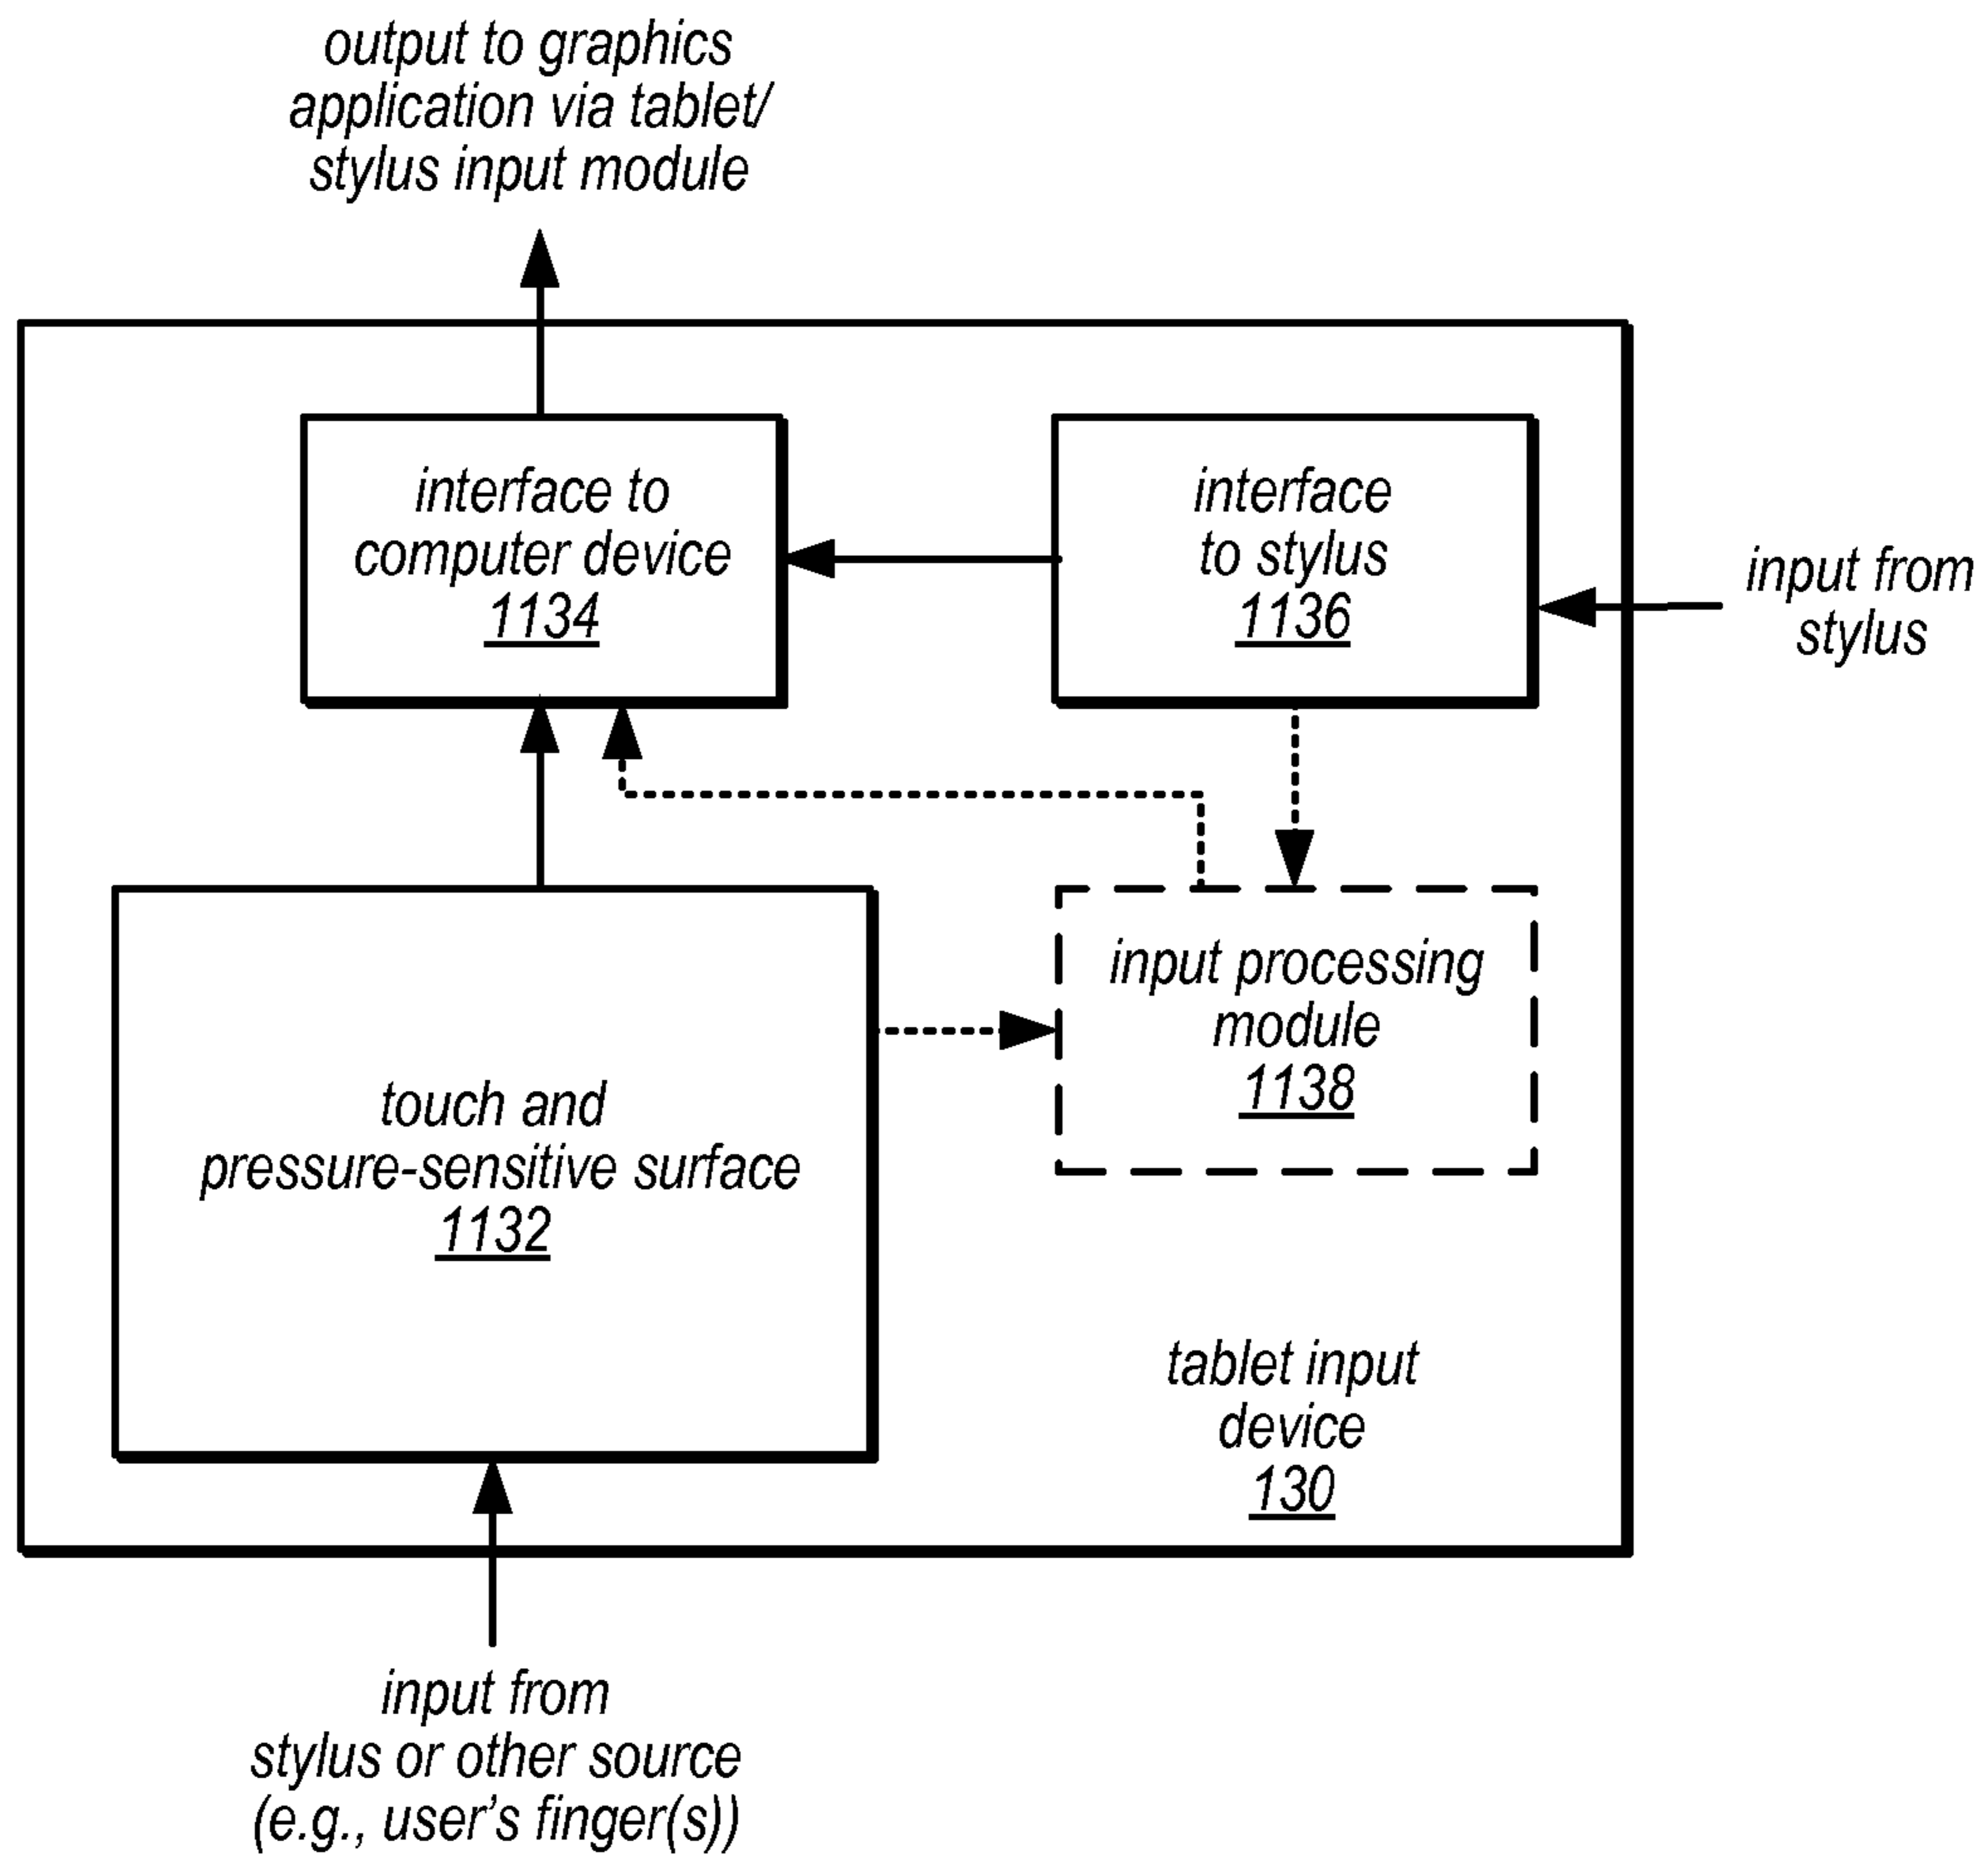 output to graphics
application via tablet/
stylus input module
interface to
computer device
1134
interface
to stylus
1136
input from
stylus
input processing
module
1138
touch and
pressure-sensitive surface
1132
tablet input
device
130
input from
stylus or other source
(e.g., user's finger(s))